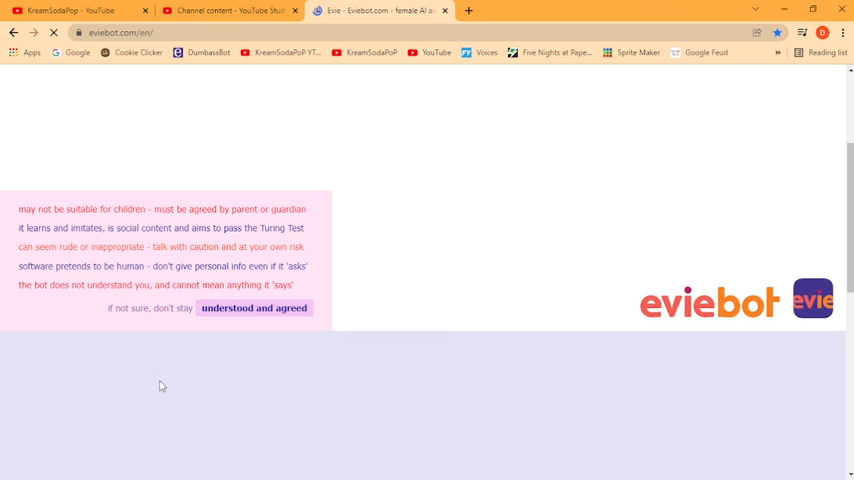 KreamSodaPop - YouTube
Channel content - YouTube Stud
Evie - Eviebot.com - female AI a
eviebot.com/en/
D
Apps
Google
Cookie Clicker
DumbassBot
KreamSodaPoP YT...
KreamSodaPoP
YouTube
FY Voices
Five Nights at Pape...
Sprite Maker
Google Feud
»
Reading list
may not be suitable for children - must be agreed by parent or guardian
it learns and imitates, is social content and aims to pass the Turing Test
can seem rude or inappropriate - talk with caution and at your own risk
software pretends to be human - don't give personal info even if it 'asks'
the bot does not understand you, and cannot mean anything it 'says'
if not sure, don't stay understood and agreed
eviebot evie